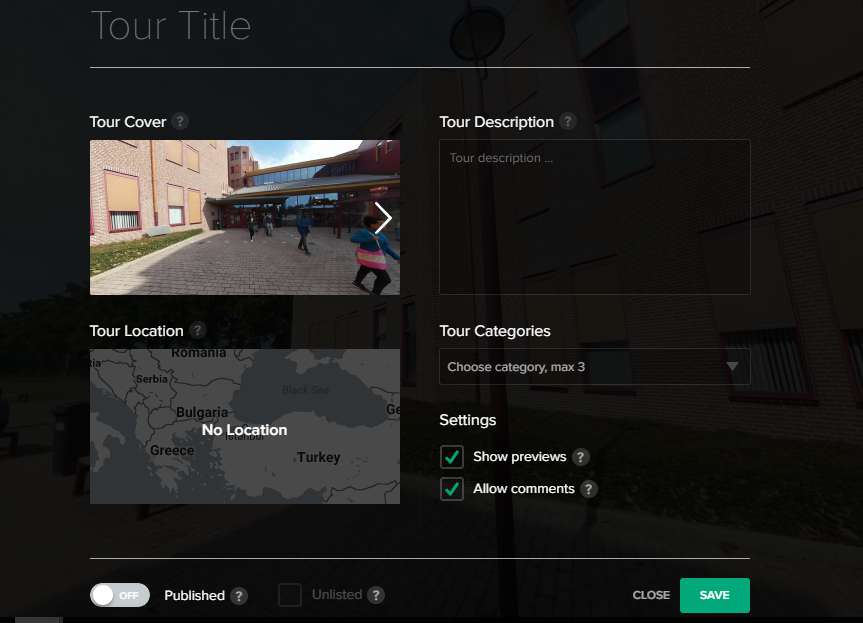 Tour Title
Tour Cover ?
Tour Description ?
Tour description ...
Tour Location ?
Romania
Serbia
Black Sea
Bulgaria
No Location
Istanbul
Greece
Turkey
Tour Categories
Choose category, max 3
Settings
Show previews ?
Allow comments ?
OFF
Published ?
Unlisted ?
CLOSE
SAVE